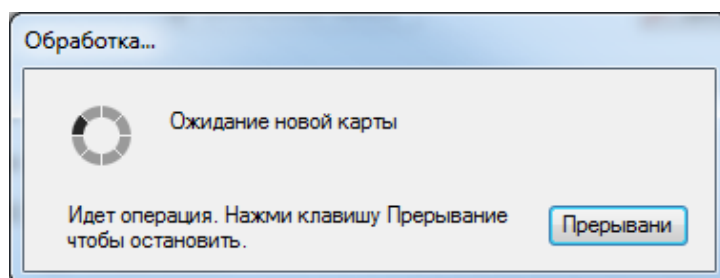 Обработка...
Ожидание новой карты
Идет операция. Нажми клавишу Прерывание
чтобы остановить.
Прерывани